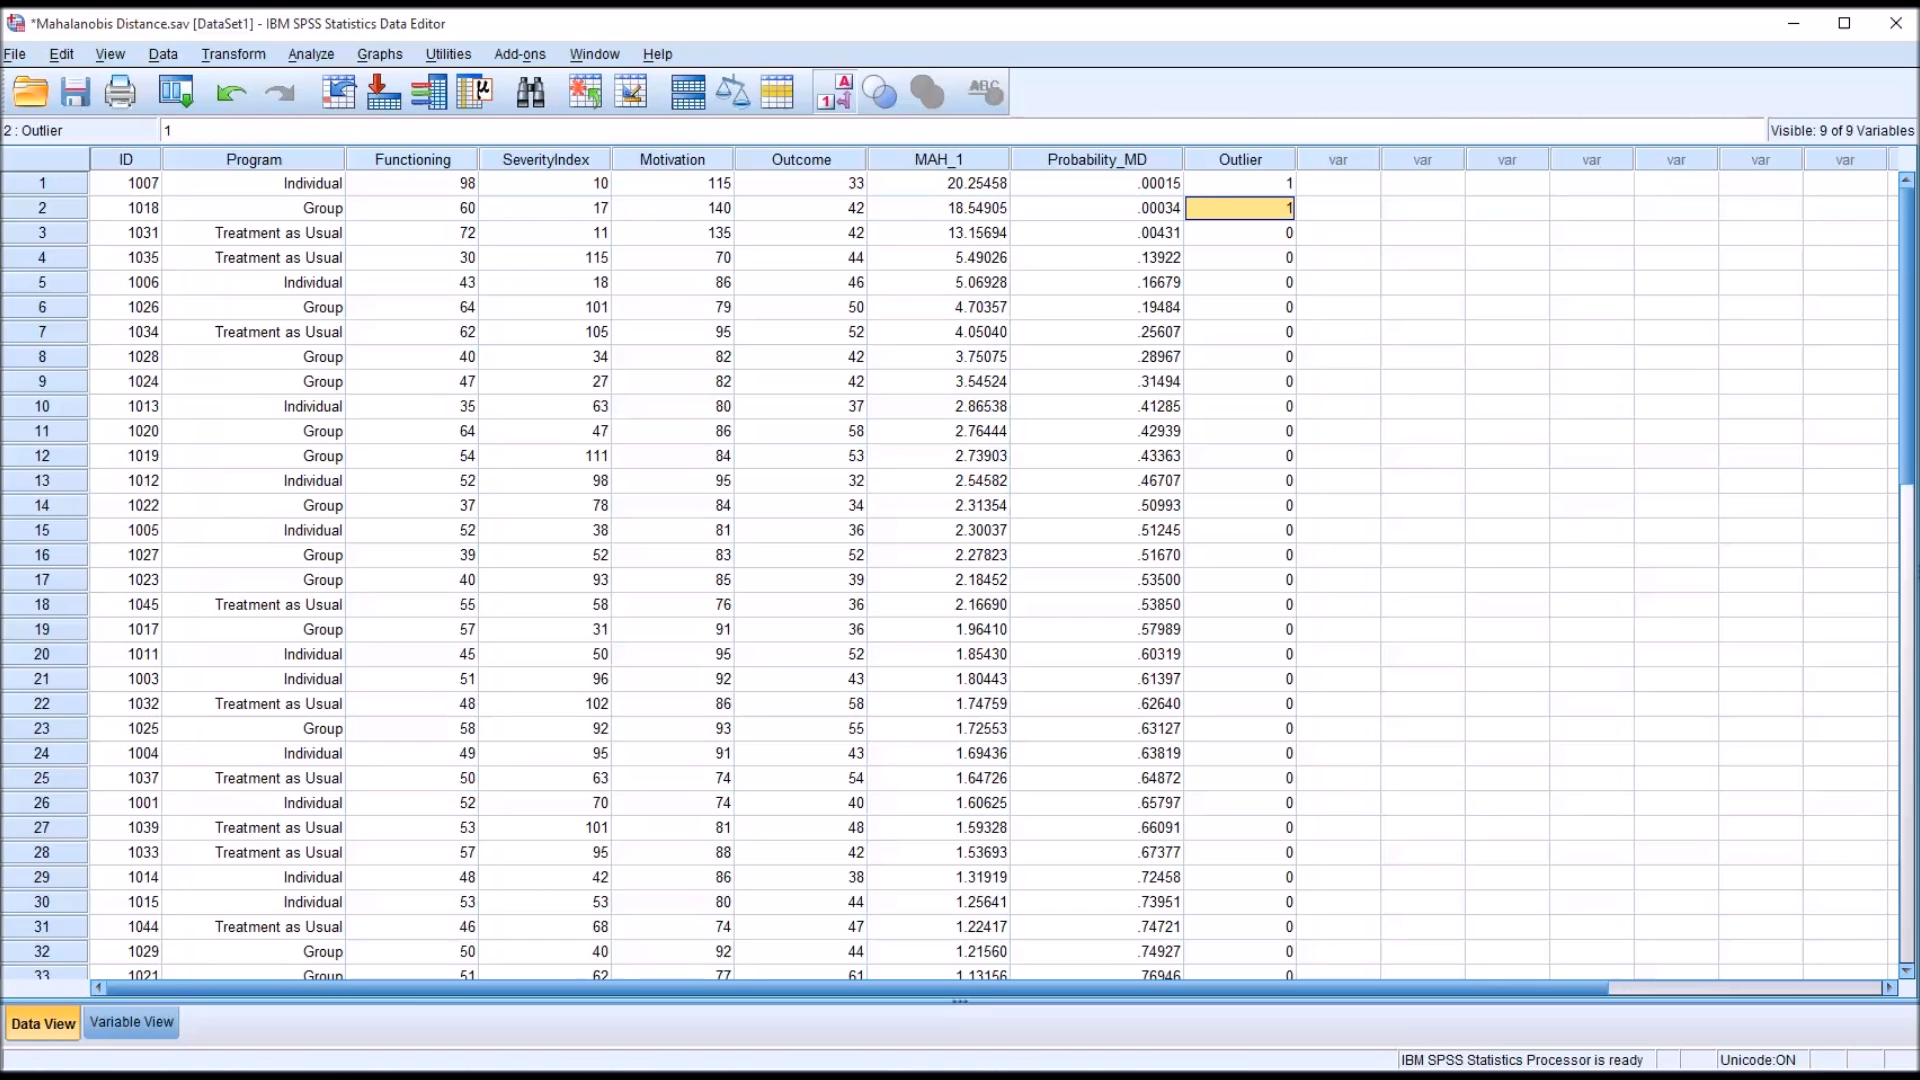 *Mahalanobis Distance.sav [DataSet1] - IBM SPSS Statistics Data Editor
File Edit View Data Transform Analyze Graphs Utilities Add-ons Window Help
2 : Outlier 1 Visible: 9 of 9 Variables
ID Program Functioning SeverityIndex Motivation Outcome MAH_1 Probability_MD Outlier var var var var var var var
1 1007 Individual 98 10 115 33 20.25458 .00015 1
2 1018 Group 60 17 140 42 18.54905 .00034 1
3 1031 Treatment as Usual 72 11 135 42 13.15694 .00431 0
4 1035 Treatment as Usual 30 115 70 44 5.49026 .13922 0
5 1006 Individual 43 18 86 46 5.06928 .16679 0
6 1026 Group 64 101 79 50 4.70357 .19484 0
7 1034 Treatment as Usual 62 105 95 52 4.05040 .25607 0
8 1028 Group 40 34 82 42 3.75075 .28967 0
9 1024 Group 47 27 82 42 3.54524 .31494 0
10 1013 Individual 35 63 80 37 2.86538 .41285 0
11 1020 Group 64 47 86 58 2.76444 .42939 0
12 1019 Group 54 111 84 53 2.73903 .43363 0
13 1012 Individual 52 98 95 32 2.54582 .46707 0
14 1022 Group 37 78 84 34 2.31354 .50993 0
15 1005 Individual 52 38 81 36 2.30037 .51245 0
16 1027 Group 39 52 83 52 2.27823 .51670 0
17 1023 Group 40 93 85 39 2.18452 .53500 0
18 1045 Treatment as Usual 55 58 76 36 2.16690 .53850 0
19 1017 Group 57 31 91 36 1.96410 .57989 0
20 1011 Individual 45 50 95 52 1.85430 .60319 0
21 1003 Individual 51 96 92 43 1.80443 .61397 0
22 1032 Treatment as Usual 48 102 86 58 1.74759 .62640 0
23 1025 Group 58 92 93 55 1.72553 .63127 0
24 1004 Individual 49 95 91 43 1.69436 .63819 0
25 1037 Treatment as Usual 50 63 74 54 1.64726 .64872 0
26 1001 Individual 52 70 74 40 1.60625 .65797 0
27 1039 Treatment as Usual 53 101 81 48 1.59328 .66091 0
28 1033 Treatment as Usual 57 95 88 42 1.53693 .67377 0
29 1014 Individual 48 42 86 38 1.31919 .72458 0
30 1015 Individual 53 53 80 44 1.25641 .73951 0
31 1044 Treatment as Usual 46 68 74 47 1.22417 .74721 0
32 1029 Group 50 40 92 44 1.21560 .74927 0
33 1021 Group 51 62 77 61 1.13156 .76946 0
Data View Variable View
IBM SPSS Statistics Processor is ready Unicode:ON